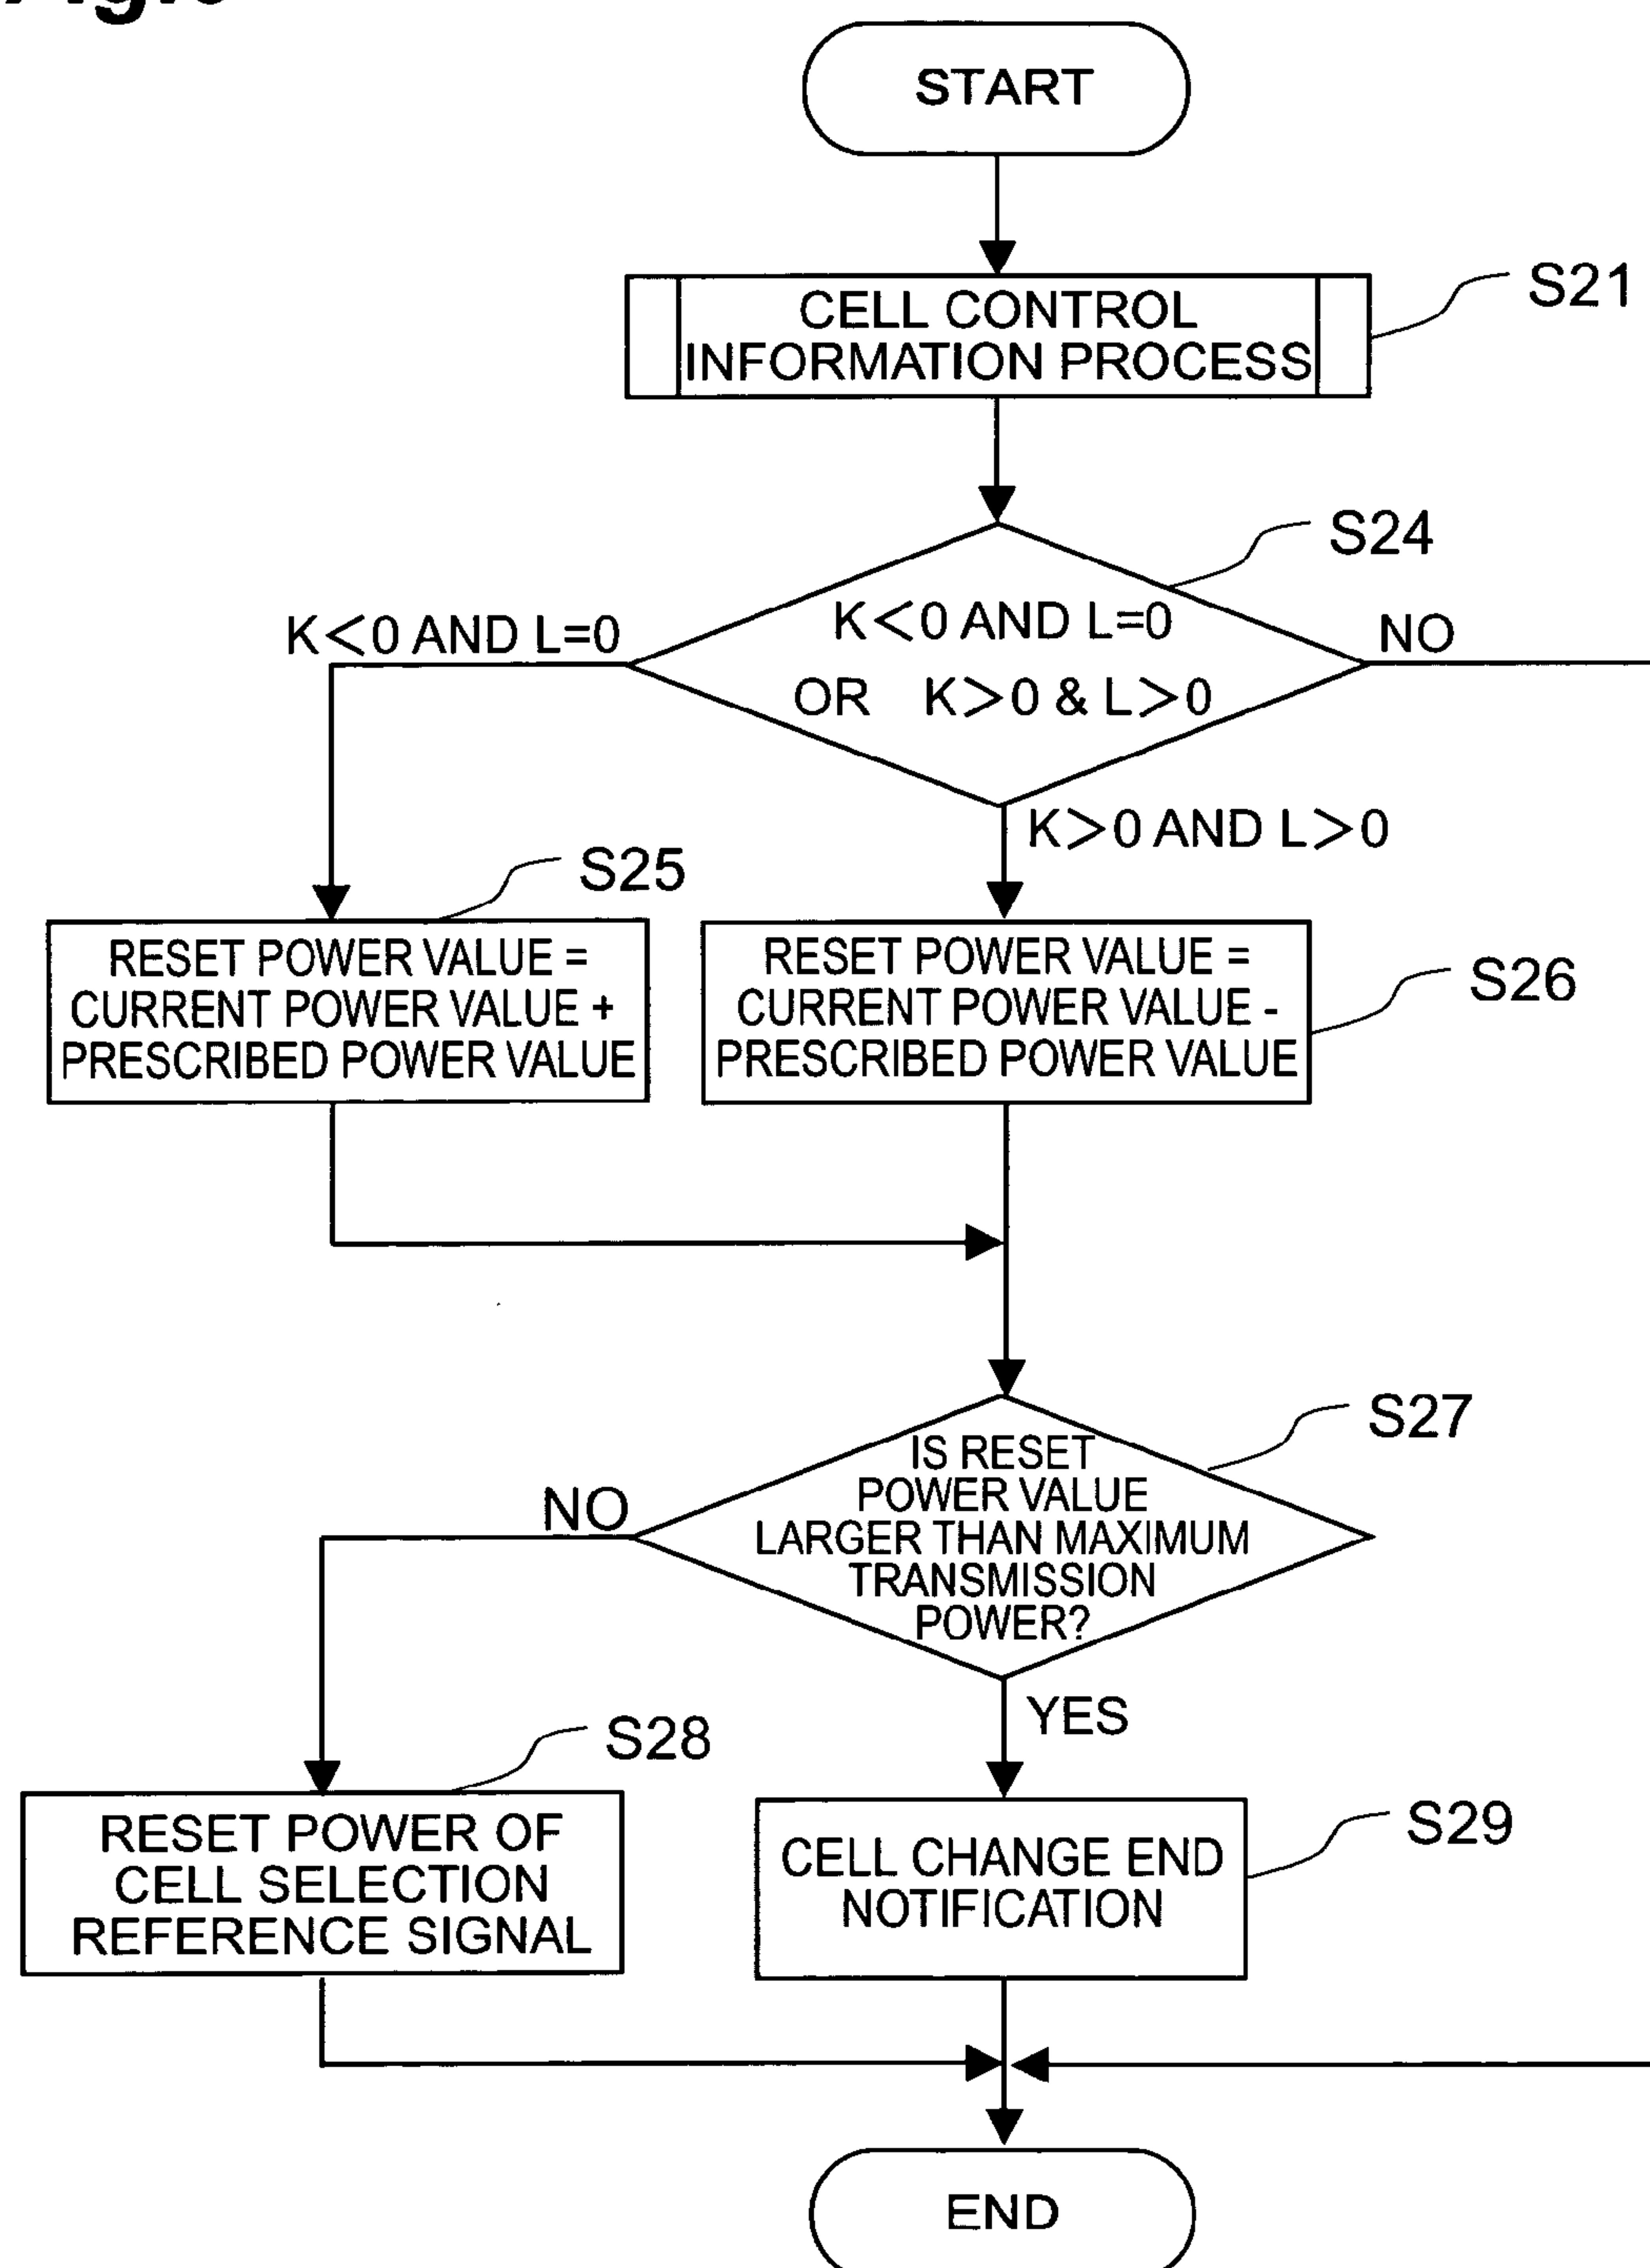 START
S21
CELL CONTROL
INFORMATION PROCESS
S24
K<0 AND L=0
K<0 AND L=0
OR K>0 & L>0
NO
K>0 AND L>0
S25
RESET POWER VALUE =
CURRENT POWER VALUE +
PRESCRIBED POWER VALUE
RESET POWER VALUE =
CURRENT POWER VALUE -
PRESCRIBED POWER VALUE
S26
S27
IS RESET
POWER VALUE
LARGER THAN MAXIMUM
TRANSMISSION
POWER?
NO
YES
S28
RESET POWER OF
CELL SELECTION
REFERENCE SIGNAL
S29
CELL CHANGE END
NOTIFICATION
END